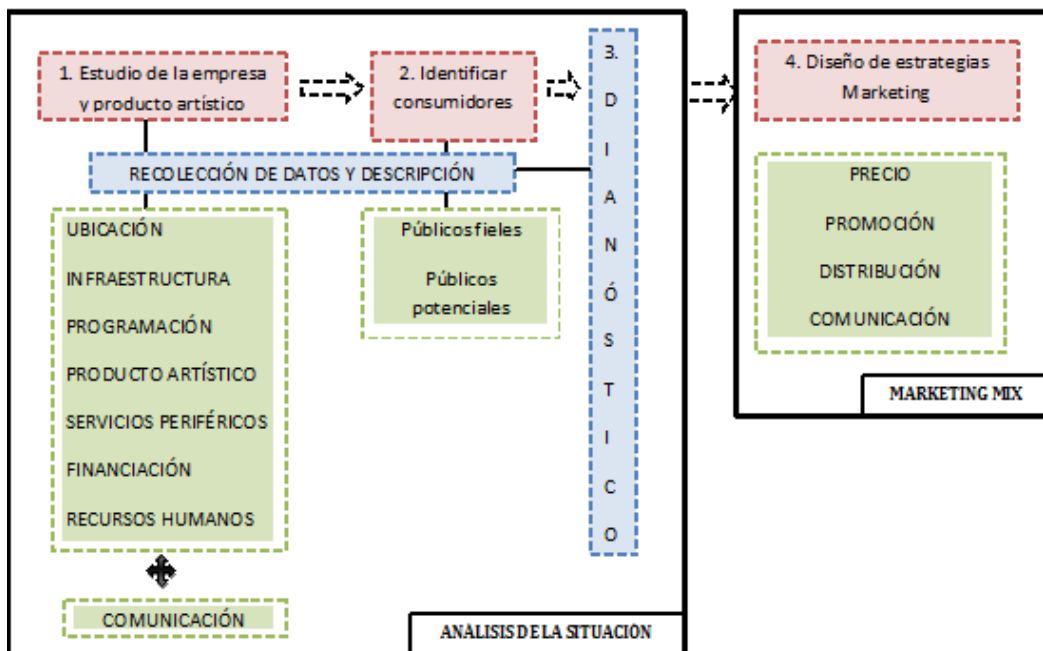 1. Estudio de la empresa
y producto artístico
2. Identificar
consumidores
3.
D
I
A
N
Ó
S
T
I
C
O
4. Diseño de estrategias
Marketing
RECOLECCIÓN DE DATOS Y DESCRIPCIÓN
UBICACIÓN
INFRAESTRUCTURA
PROGRAMACIÓN
PRODUCTO ARTÍSTICO
SERVICIOS PERIFÉRICOS
FINANCIACIÓN
RECURSOS HUMANOS
COMUNICACIÓN
Públicos fieles
Públicos
potenciales
ANÁLISIS DE LA SITUACIÓN
PRECIO
PROMOCIÓN
DISTRIBUCIÓN
COMUNICACIÓN
MARKETING MIX